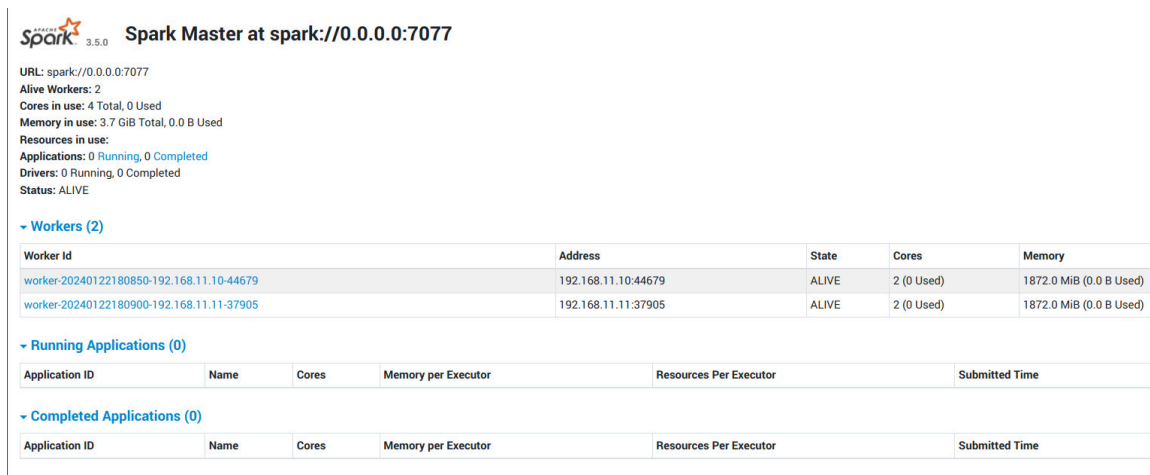 APACHE
Spark 3.5.0 Spark Master at spark://0.0.0.0:7077
URL: spark://0.0.0.0:7077
Alive Workers: 2
Cores in use: 4 Total, 0 Used
Memory in use: 3.7 GiB Total, 0.0 B Used
Resources in use:
Applications: 0 Running, 0 Completed
Drivers: 0 Running, 0 Completed
Status: ALIVE
Workers (2)
Worker Id Address State Cores Memory
worker-20240122180850-192.168.11.10-44679 192.168.11.10:44679 ALIVE 2 (0 Used) 1872.0 MiB (0.0 B Used)
worker-20240122180900-192.168.11.11-37905 192.168.11.11:37905 ALIVE 2 (0 Used) 1872.0 MiB (0.0 B Used)
Running Applications (0)
Application ID Name Cores Memory per Executor Resources Per Executor Submitted Time
Completed Applications (0)
Application ID Name Cores Memory per Executor Resources Per Executor Submitted Time